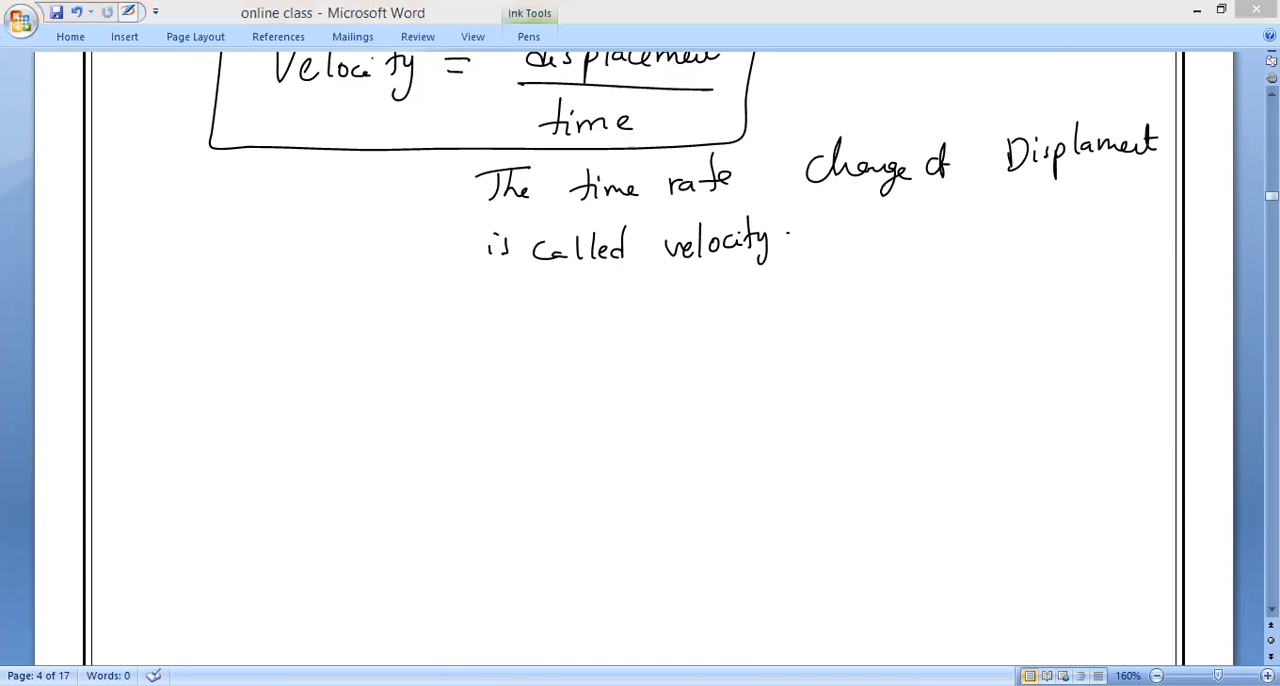 online class - Microsoft Word
Ink Tools
Home Insert Page Layout References Mailings Review View Pens
Velocity = displacement
time
The time rate change of Displament
is called velocity.
Page: 4 of 17 Words: 0 160%